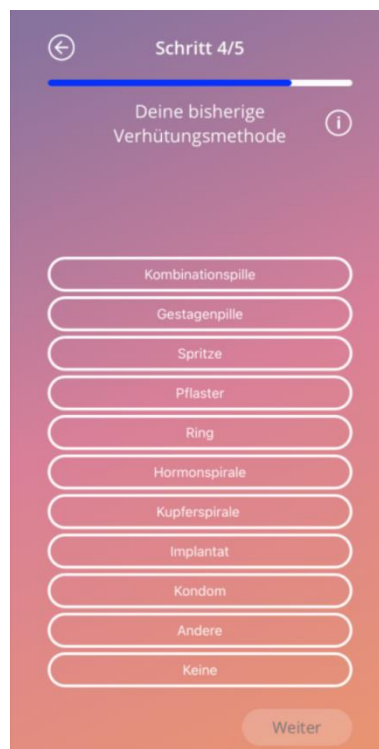 Schritt 4/5
Deine bisherige
Verhütungsmethode
i
Kombinationspille
Gestagenpille
Spritze
Pflaster
Ring
Hormonspirale
Kupferspirale
Implantat
Kondom
Andere
Keine
Weiter